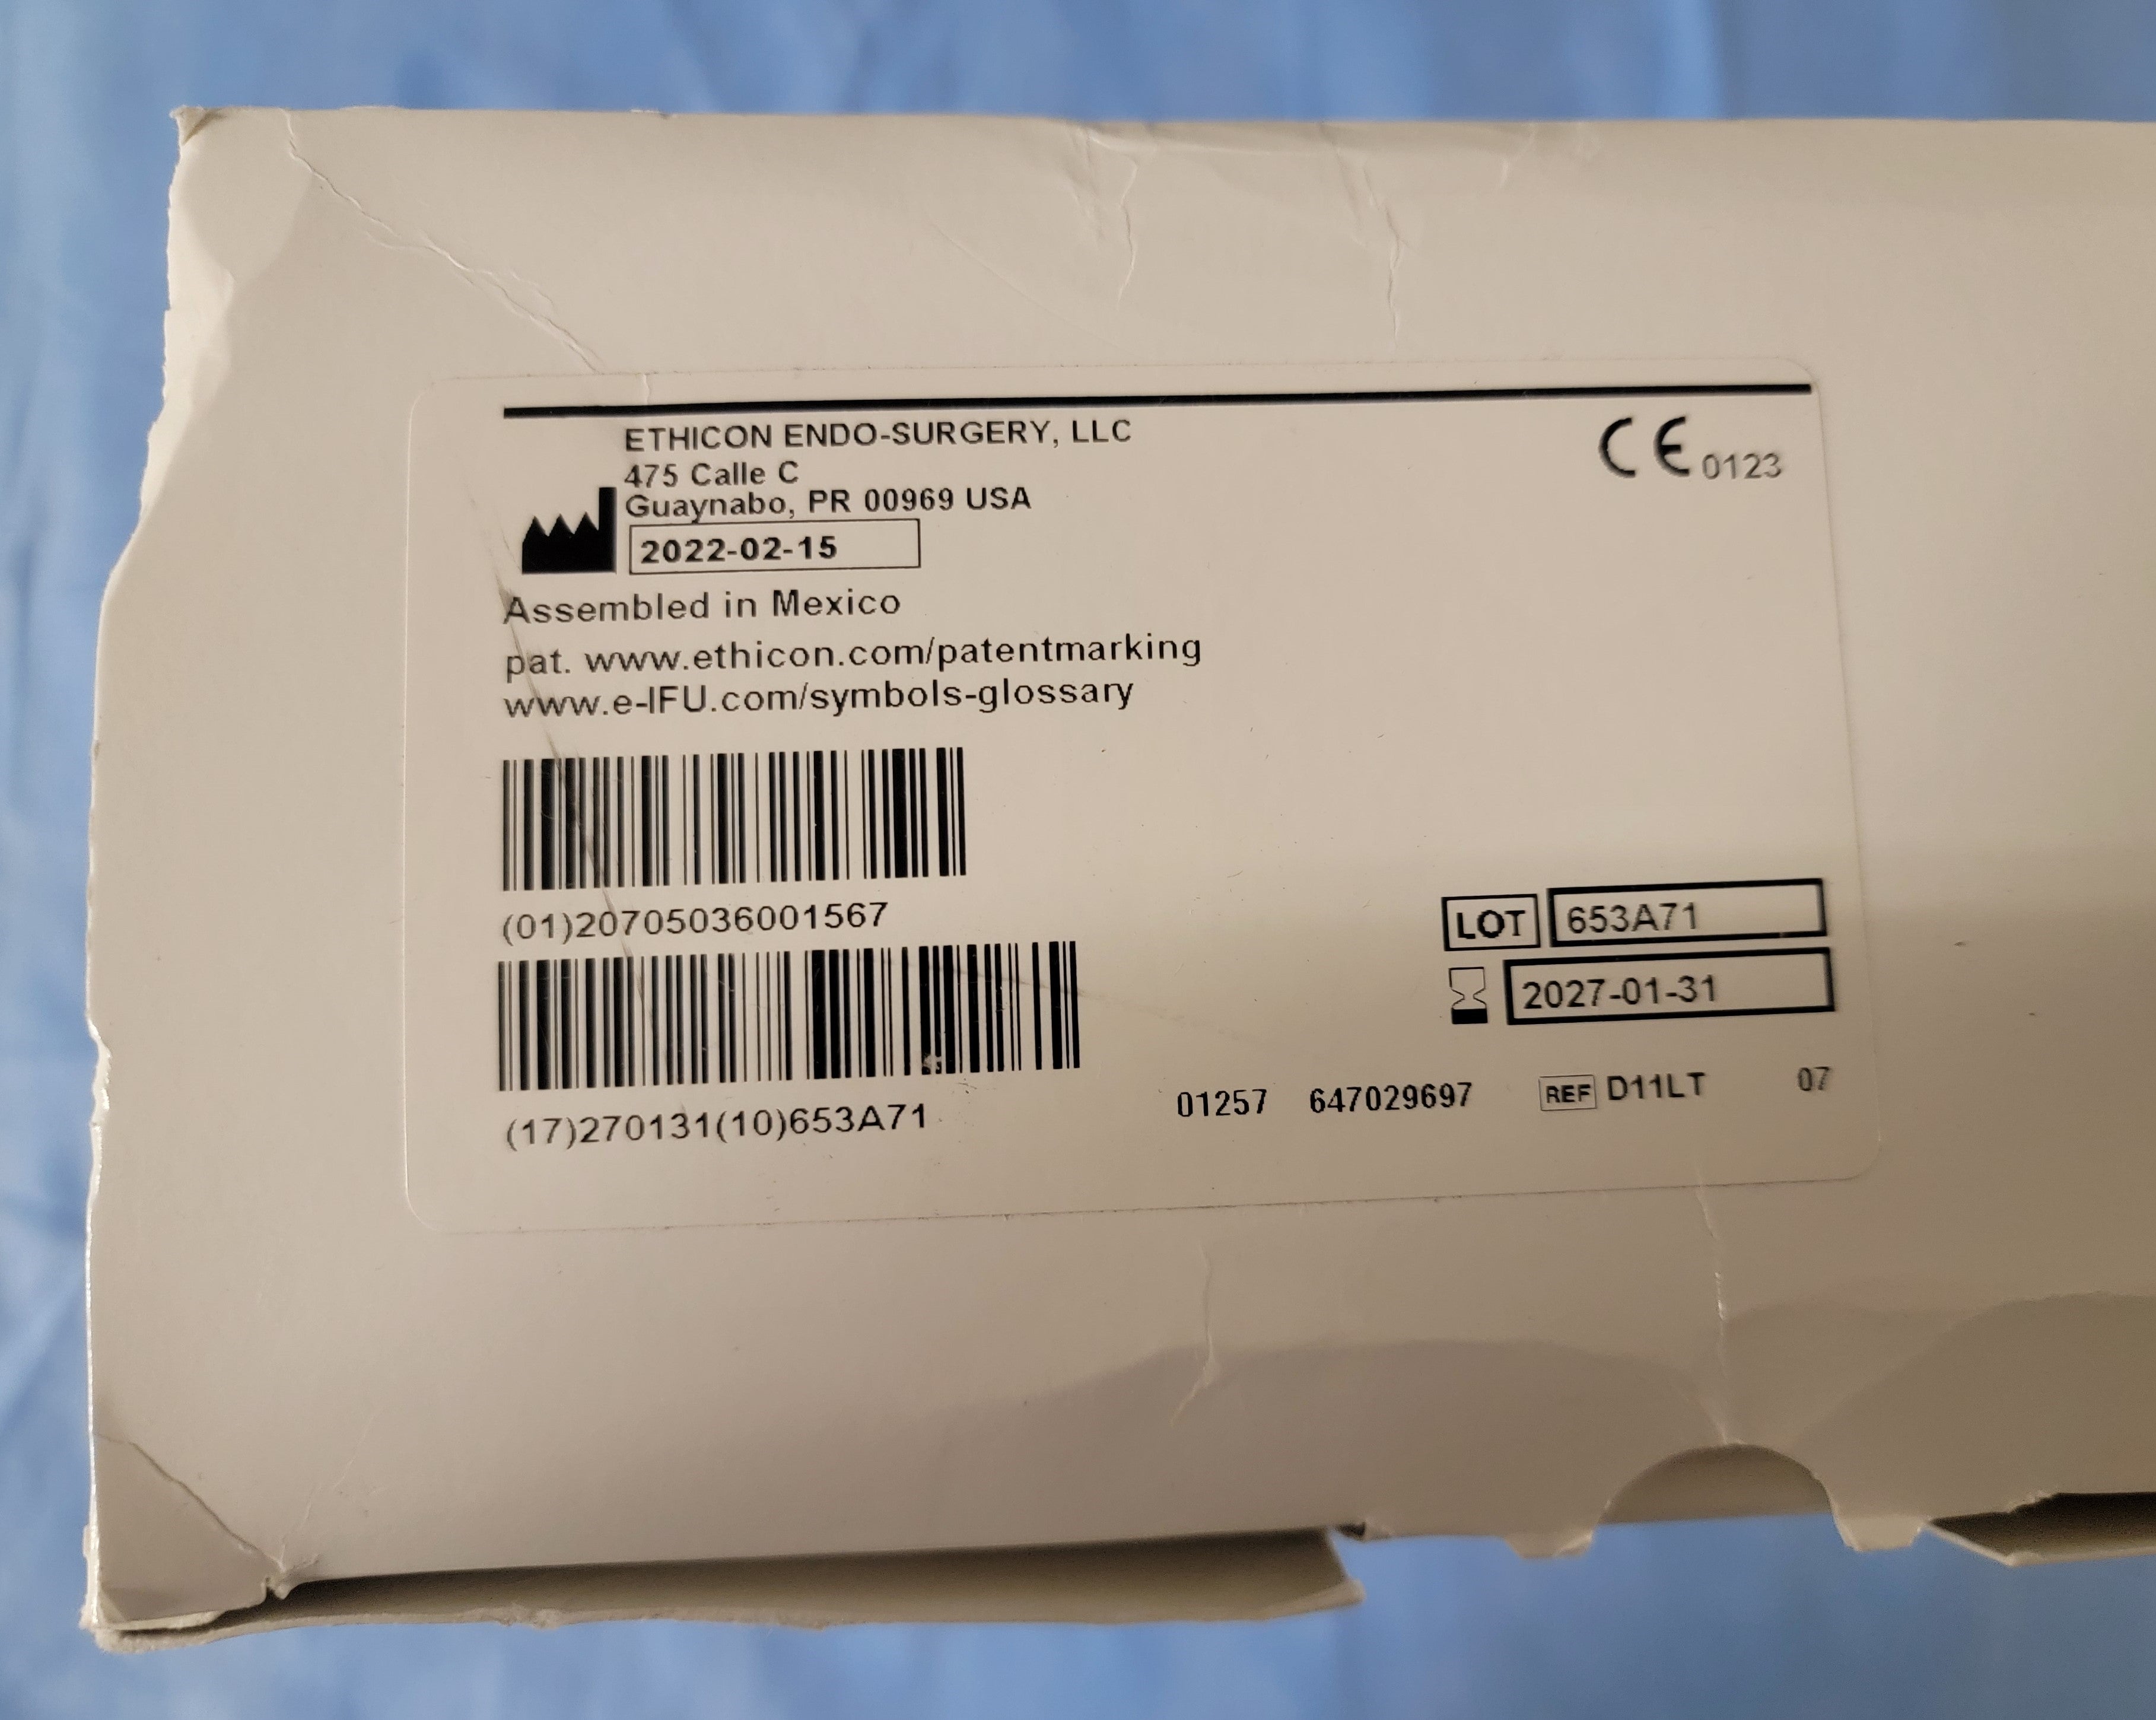 ETHICON ENDO-SURGERY, LLC
475 Calle C
Guaynabo, PR 00969 USA
2022-02-15
CE 0123
Assembled in Mexico
pat. www.ethicon.com/patentmarking
www.e-IFU.com/symbols-glossary
(01)20705036001567
LOT 653A71
2027-01-31
(17)270131(10)653A71
01257 647029697 REF D11LT 07